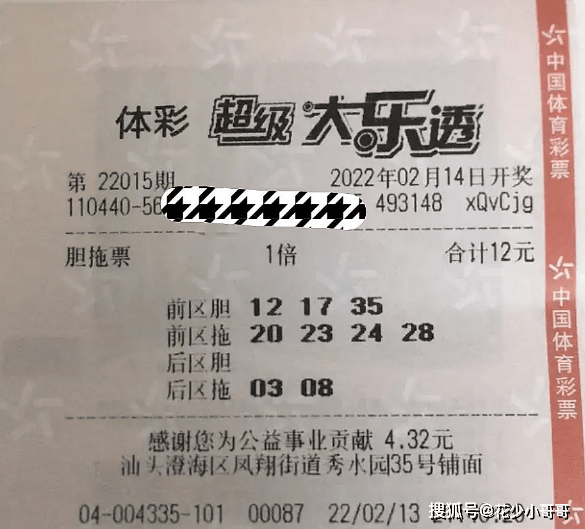 体彩 超级大乐透
第 22015期 2022年02月14日开奖
110440-56 493148 xQvCjg
胆拖票 1倍 合计12元
前区胆 12 17 35
前区拖 20 23 24 28
后区胆
后区拖 03 08
感谢您为公益事业贡献 4.32元
汕头澄海区凤翔街道秀水园35号铺面
04-004335-101 00087 22/02/13
搜狐号@花少小哥哥
中国体育彩票
中国体育彩票